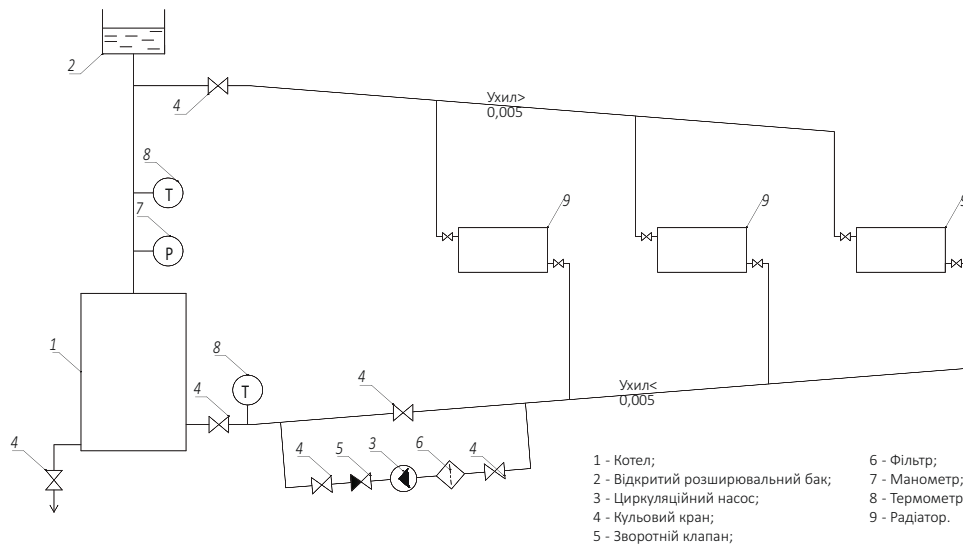 2
4
Ухил>
0,005
8
T
7
P
9
9
9
1
8
T
4
4
Ухил<
0,005
4
4
5
3
6
4
1 - Котел;
2 - Відкритий розширювальний бак;
3 - Циркуляційний насос;
4 - Кульовий кран;
5 - Зворотній клапан;
6 - Фільтр;
7 - Манометр;
8 - Термометр
9 - Радіатор.